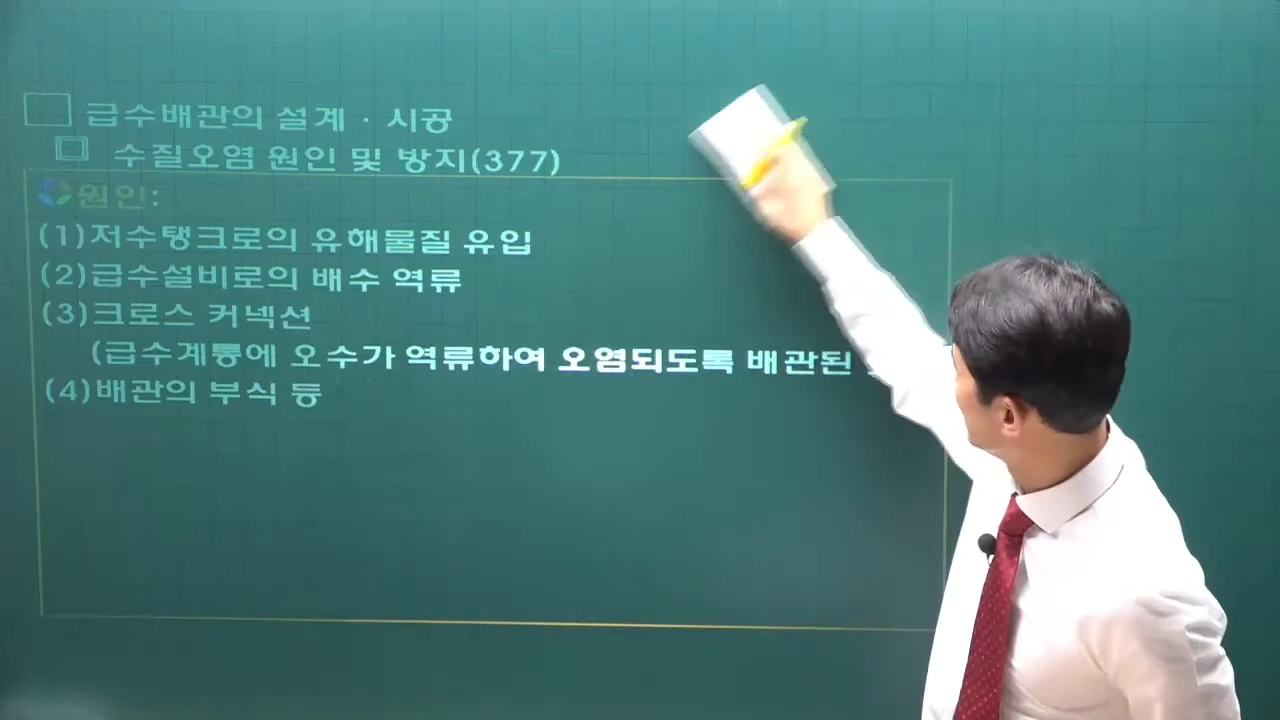 급수배관의 설계 · 시공
수질오염 원인 및 방지(377)
원인:
(1)저수탱크로의 유해물질 유입
(2)급수설비로의 배수 역류
(3)크로스 커넥션
(급수계통에 오수가 역류하여 오염되도록 배관된
(4)배관의 부식 등